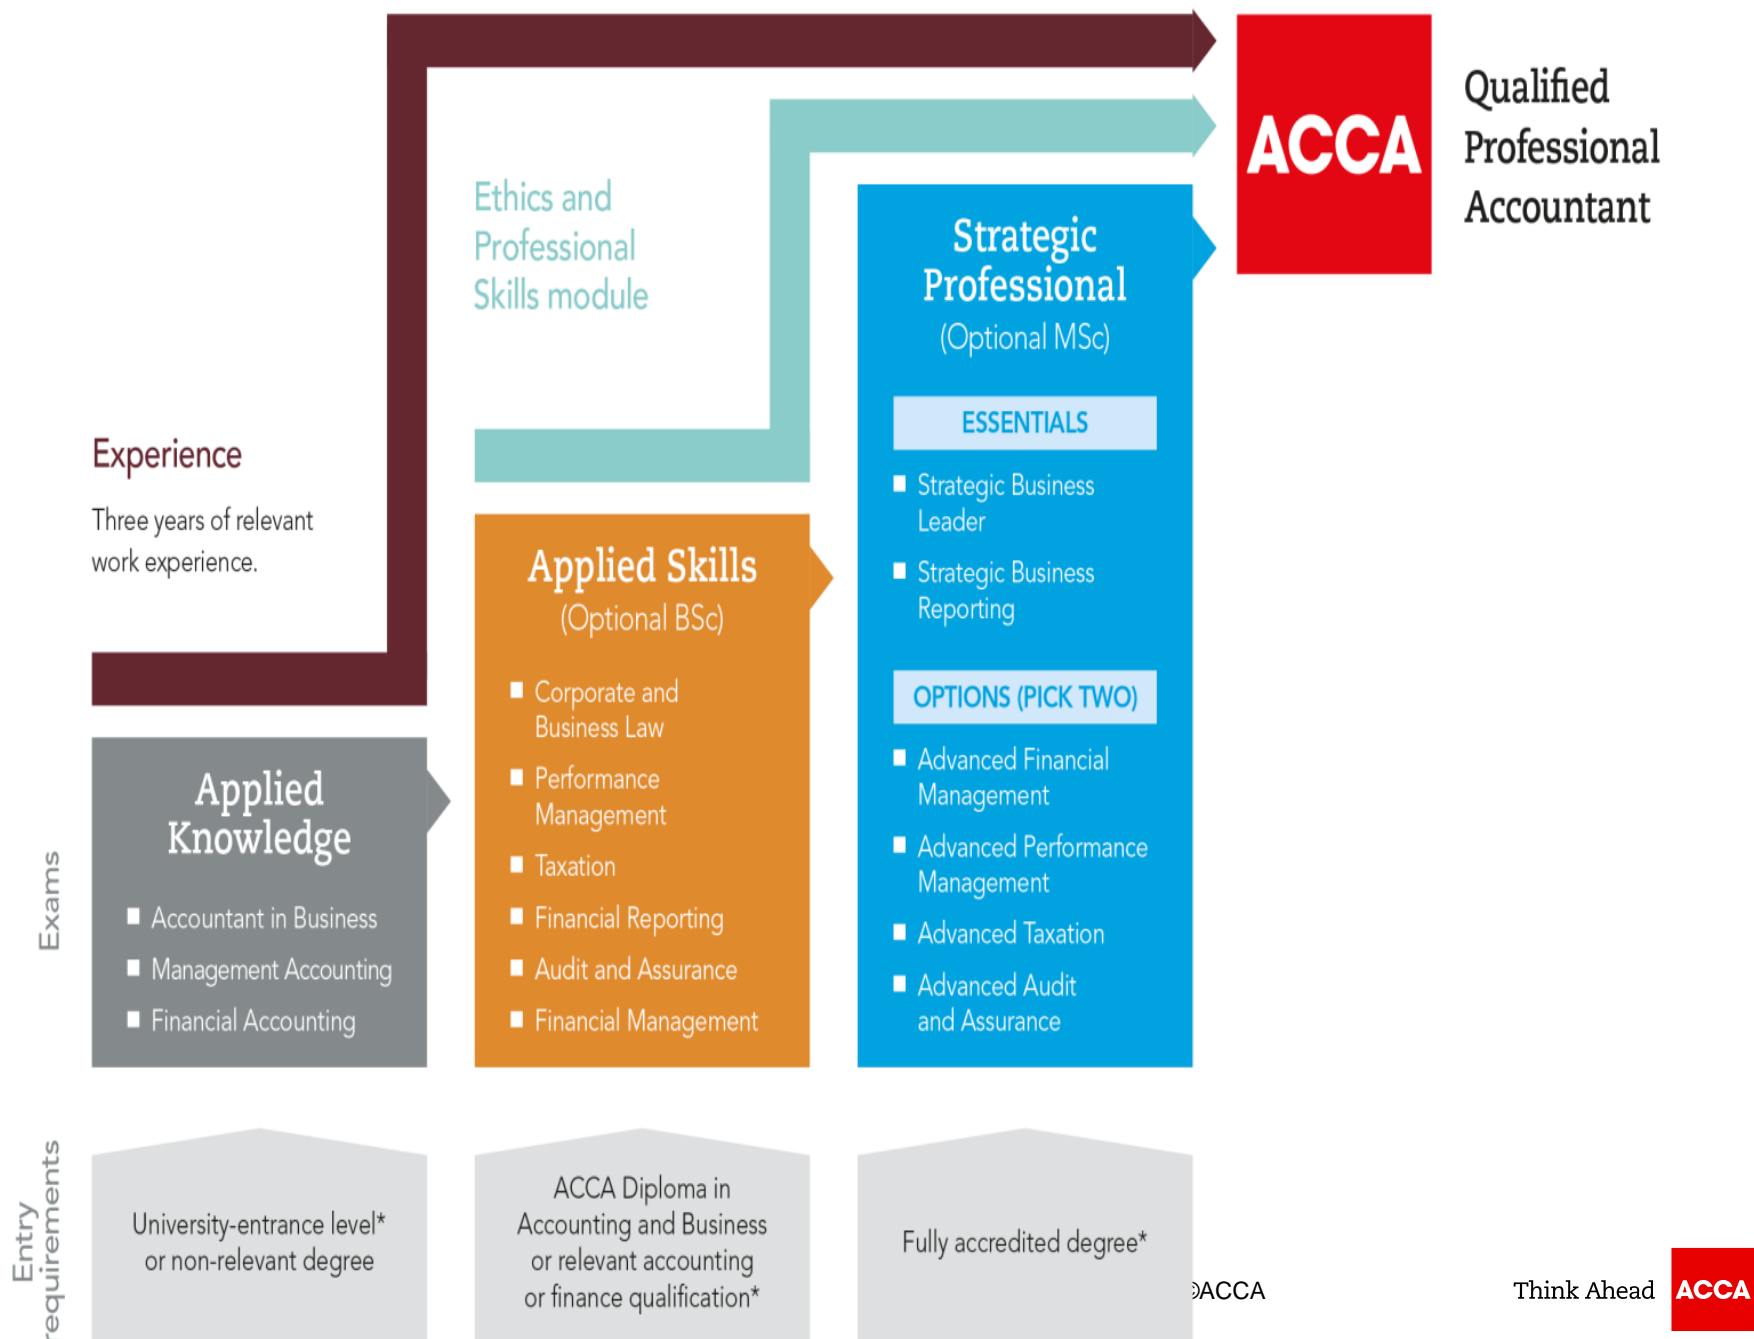 ACCA
Qualified
Professional
Accountant
Ethics and
Professional
Skills module
Experience
Three years of relevant
work experience.
Exams
Applied
Knowledge
Accountant in Business
Management Accounting
Financial Accounting
Applied Skills
(Optional BSc)
Corporate and
Business Law
Performance
Management
Taxation
Financial Reporting
Audit and Assurance
Financial Management
Strategic
Professional
(Optional MSc)
ESSENTIALS
Strategic Business
Leader
Strategic Business
Reporting
OPTIONS (PICK TWO)
Advanced Financial
Management
Advanced Performance
Management
Advanced Taxation
Advanced Audit
and Assurance
Entry
requirements
University-entrance level*
or non-relevant degree
ACCA Diploma in
Accounting and Business
or relevant accounting
or finance qualification*
Fully accredited degree*
©ACCA
Think Ahead
ACCA